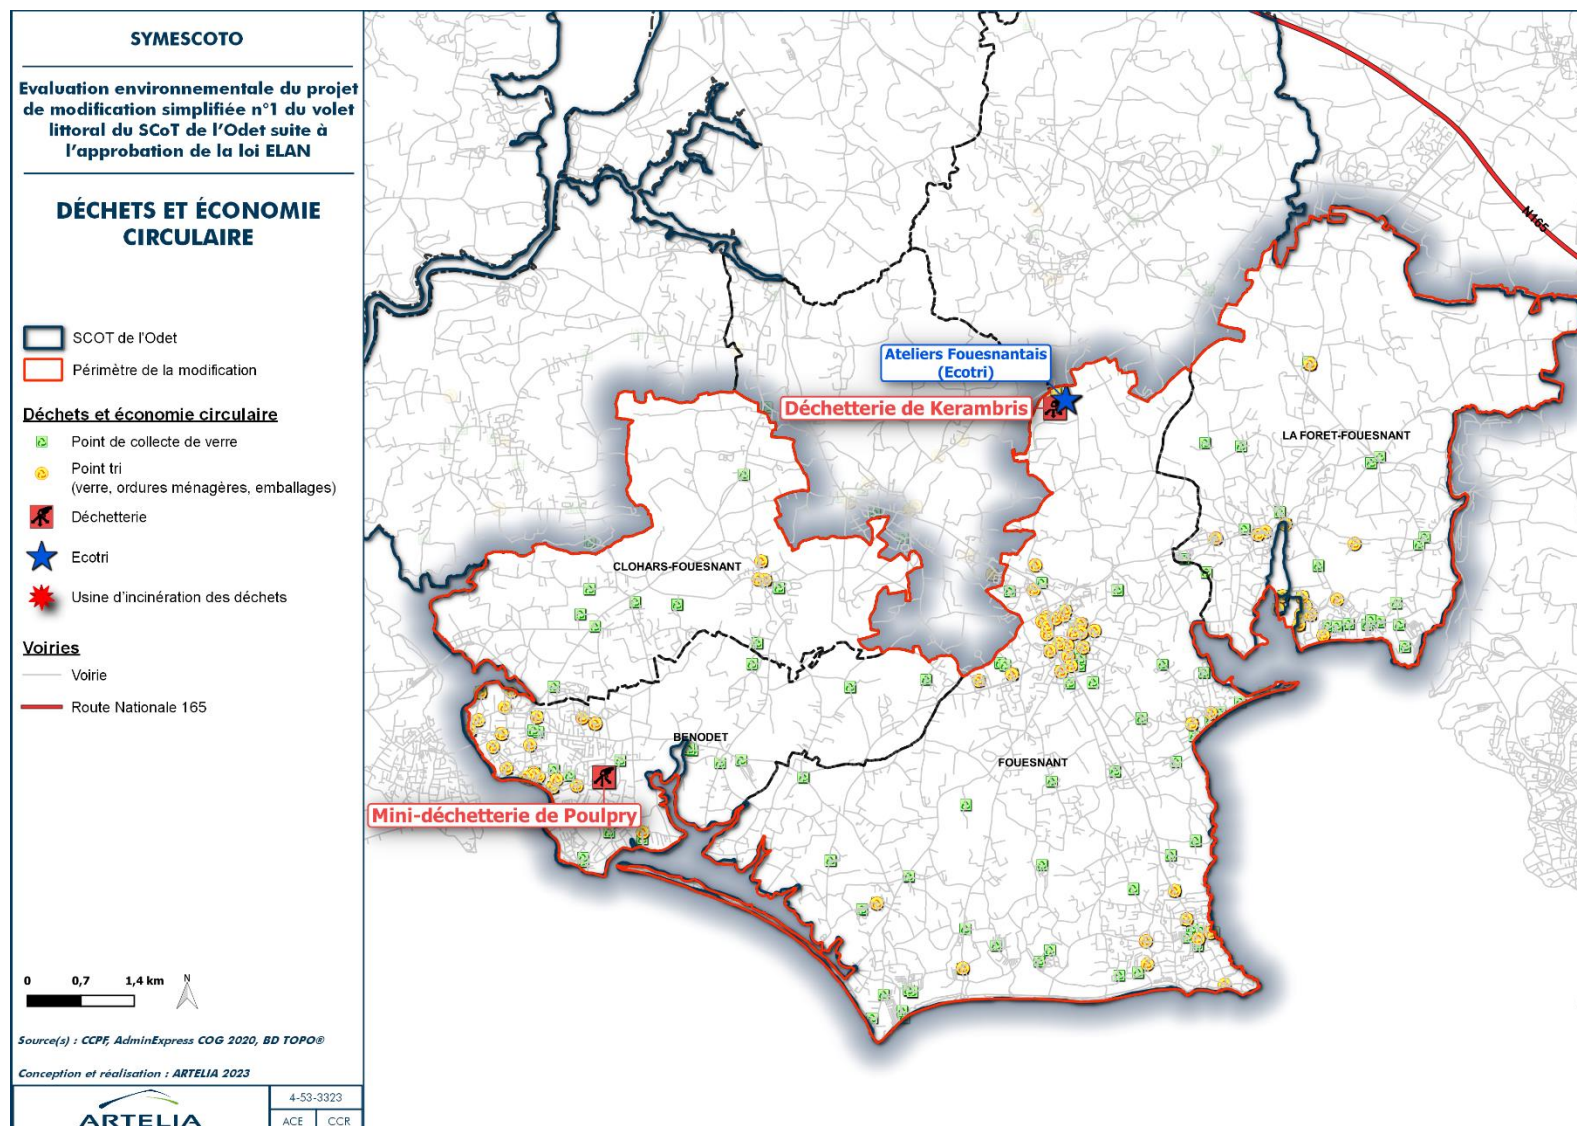 SYMESCOTO
Evaluation environnementale du projet
de modification simplifiée n°1 du volet
littoral du SCoT de l'Odet suite à
l'approbation de la loi ELAN
DÉCHETS ET ÉCONOMIE
CIRCULAIRE
SCOT de l'Odet
Périmètre de la modification
Déchets et économie circulaire
Point de collecte de verre
Point tri
(verre, ordures ménagères, emballages)
Déchetterie
Ecotri
Usine d'incinération des déchets
Voiries
Voirie
Route Nationale 165
0 0,7 1,4 km
N
Source(s) : CCPF, AdminExpress COG 2020, BD TOPO®
Conception et réalisation : ARTELIA 2023
ARTELIA
4-53-3323
ACE CCR
N165
Ateliers Fouesnantais
(Ecotri)
Déchetterie de Kerambris
LA FORET-FOUESNANT
CLOHARS-FOUESNANT
BENODET
FOUESNANT
Mini-déchetterie de Poulpry